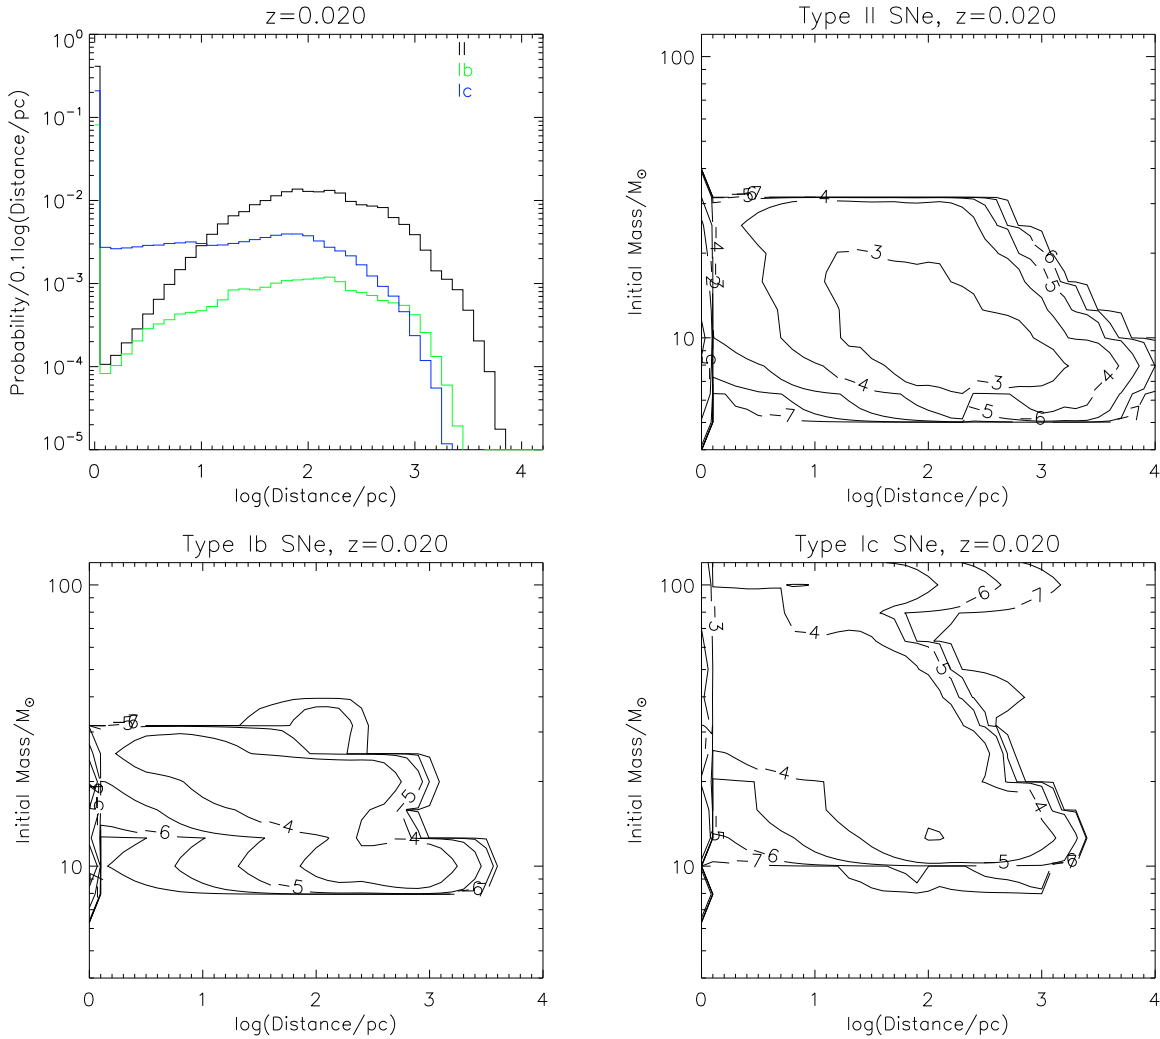 z=0.020
Type II SNe, z=0.020
II
Ib
Ic
Probability/0.1log(Distance/pc)
10^0
10^-1
10^-2
10^-3
10^-4
10^-5
0 1 2 3 4
log(Distance/pc)
Initial Mass/M⊙
100
10
-4
-3
-3
-4
-4
-5
-6
-7
-6
-5
-4
-7
0 1 2 3 4
log(Distance/pc)
Type Ib SNe, z=0.020
Type Ic SNe, z=0.020
Initial Mass/M⊙
100
10
-5
-4
-4
-6
-5
-6
0 1 2 3 4
log(Distance/pc)
Initial Mass/M⊙
100
10
-3
-6
-7
-4
-5
-4
-4
-5
-6
-7
5
0 1 2 3 4
log(Distance/pc)